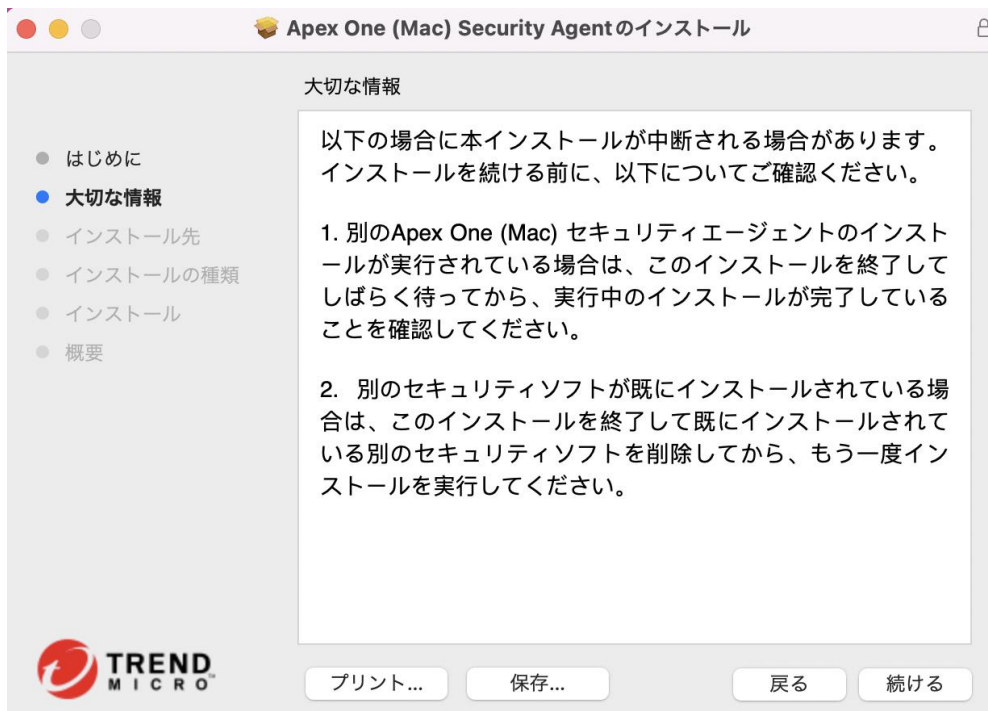 Apex One (Mac) Security Agentのインストール
大切な情報
はじめに
大切な情報
インストール先
インストールの種類
インストール
概要
以下の場合に本インストールが中断される場合があります。
インストールを続ける前に、以下についてご確認ください。
1. 別のApex One (Mac) セキュリティエージェントのインスト
ールが実行されている場合は、このインストールを終了して
しばらく待ってから、実行中のインストールが完了している
ことを確認してください。
2. 別のセキュリティソフトが既にインストールされている場
合は、このインストールを終了して既にインストールされて
いる別のセキュリティソフトを削除してから、もう一度イン
ストールを実行してください。
TREND
MICRO
プリント... 保存... 戻る 続ける